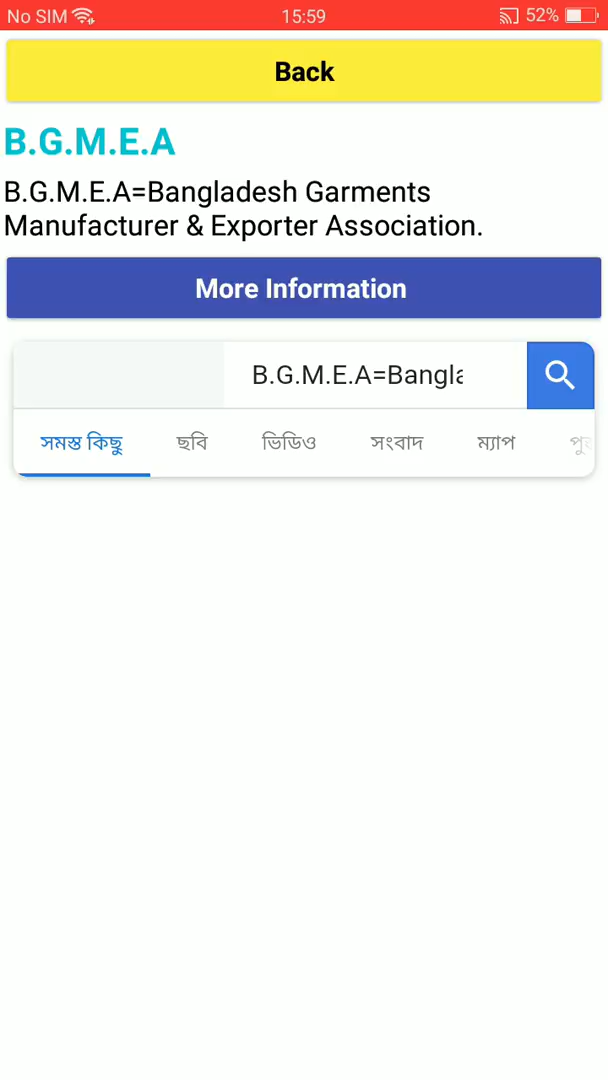 No SIM 15:59 52%
Back
B.G.M.E.A
B.G.M.E.A=Bangladesh Garments
Manufacturer & Exporter Association.
More Information
B.G.M.E.A=Bangla
সমস্ত কিছু ছবি ভিডিও সংবাদ ম্যাপ